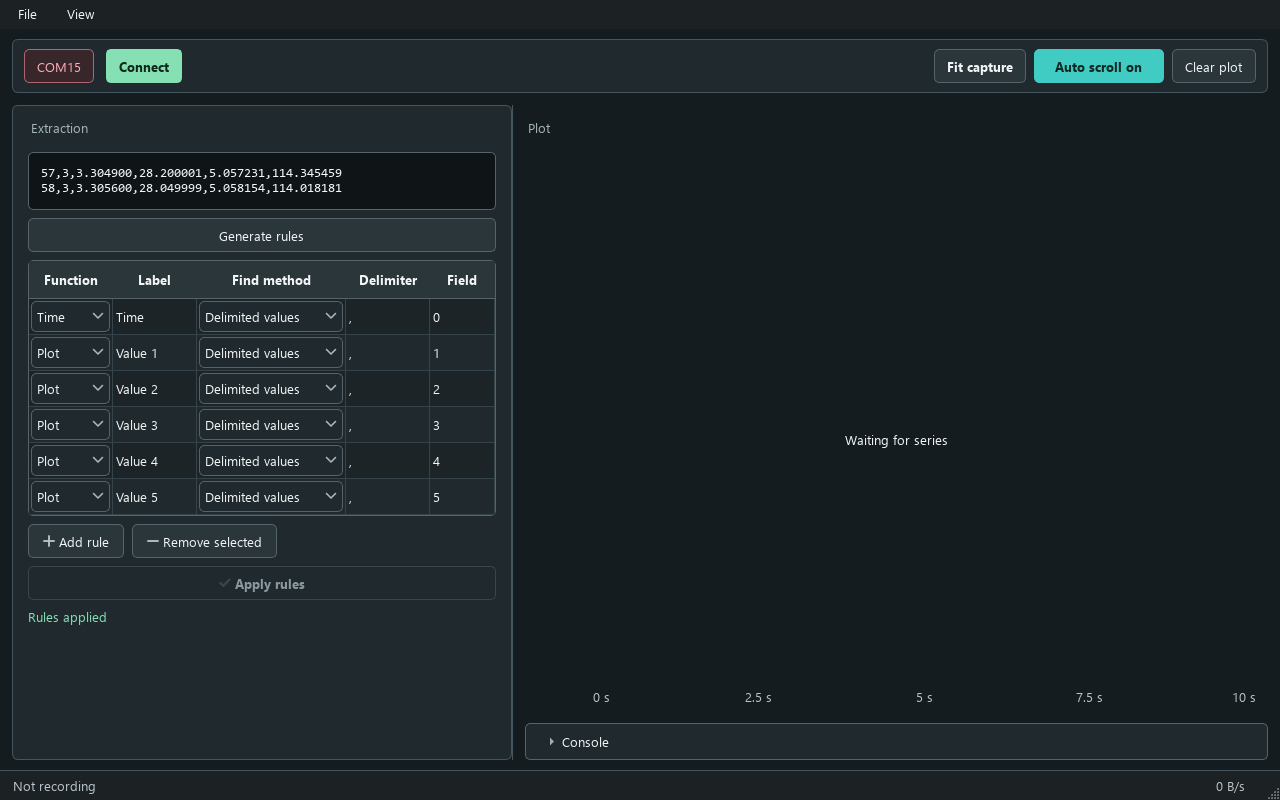 File View
COM15 Connect Fit capture Auto scroll on Clear plot
Extraction
57,3,3.304900,28.200001,5.057231,114.345459
58,3,3.305600,28.049999,5.058154,114.018181
Generate rules
Function Label Find method Delimiter Field
Time Time Delimited values , 0
Plot Value 1 Delimited values , 1
Plot Value 2 Delimited values , 2
Plot Value 3 Delimited values , 3
Plot Value 4 Delimited values , 4
Plot Value 5 Delimited values , 5
Add rule Remove selected
Apply rules
Rules applied
Plot
Waiting for series
0 s 2.5 s 5 s 7.5 s 10 s
Console
Not recording 0 B/s